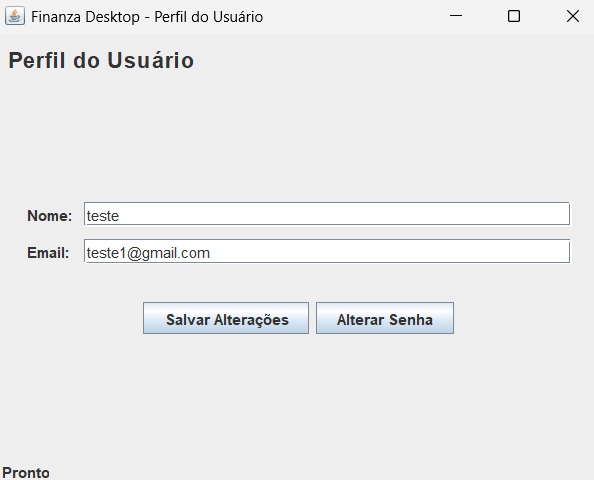 Finanza Desktop - Perfil do Usuário
Perfil do Usuário
Nome: teste
Email: teste1@gmail.com
Salvar Alterações Alterar Senha
Pronto